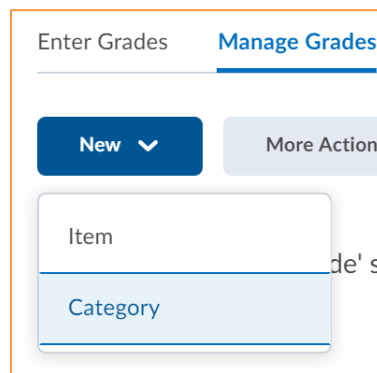 Enter Grades Manage Grades
New More Action
Item
de' s
Category